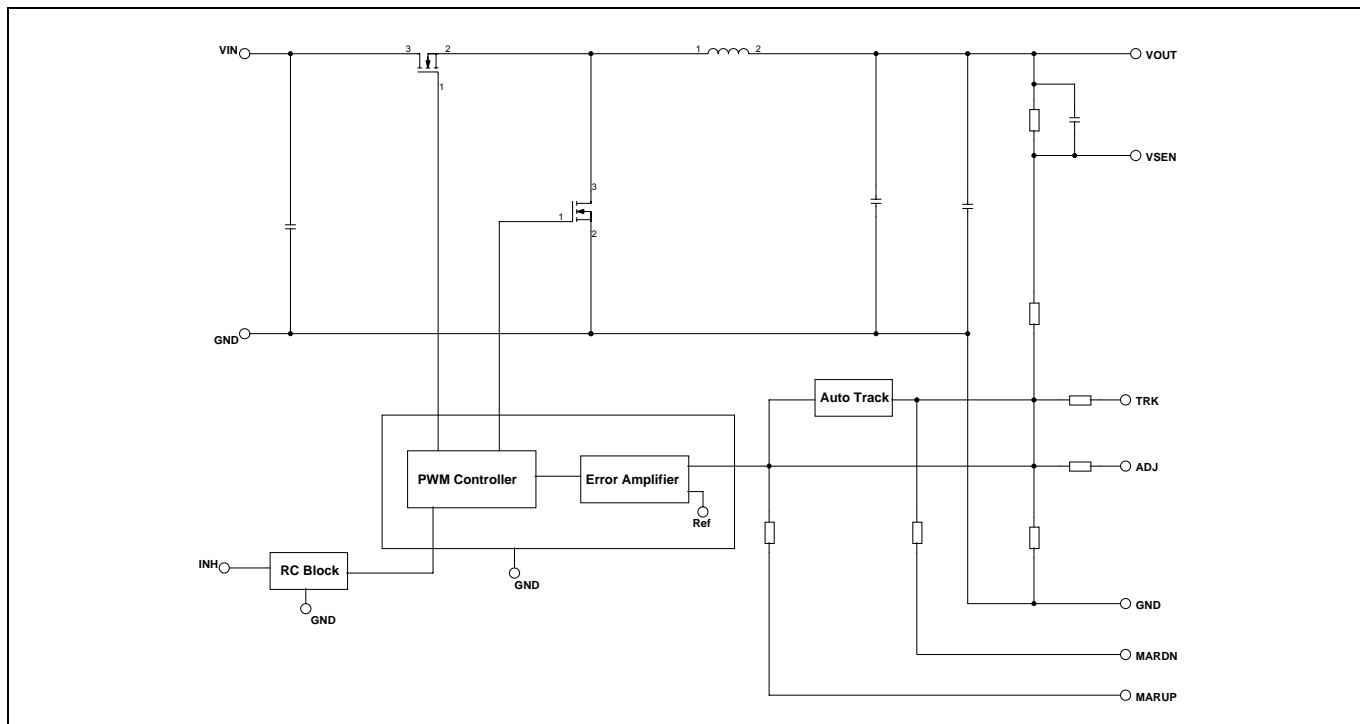 VIN
3
2
1
1
2
VOUT
VSEN
3
1
2
GND
Auto Track
TRK
PWM Controller
Error Amplifier
ADJ
Ref
INH
RC Block
GND
GND
GND
MARDN
MARUP